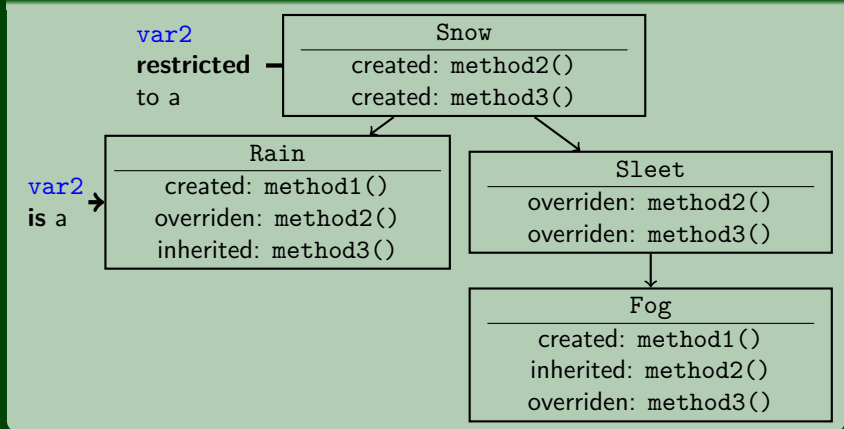 var2
restricted
to a
Snow
created: method2()
created: method3()
var2
is a
Rain
created: method1()
overriden: method2()
inherited: method3()
Sleet
overriden: method2()
overriden: method3()
Fog
created: method1()
inherited: method2()
overriden: method3()